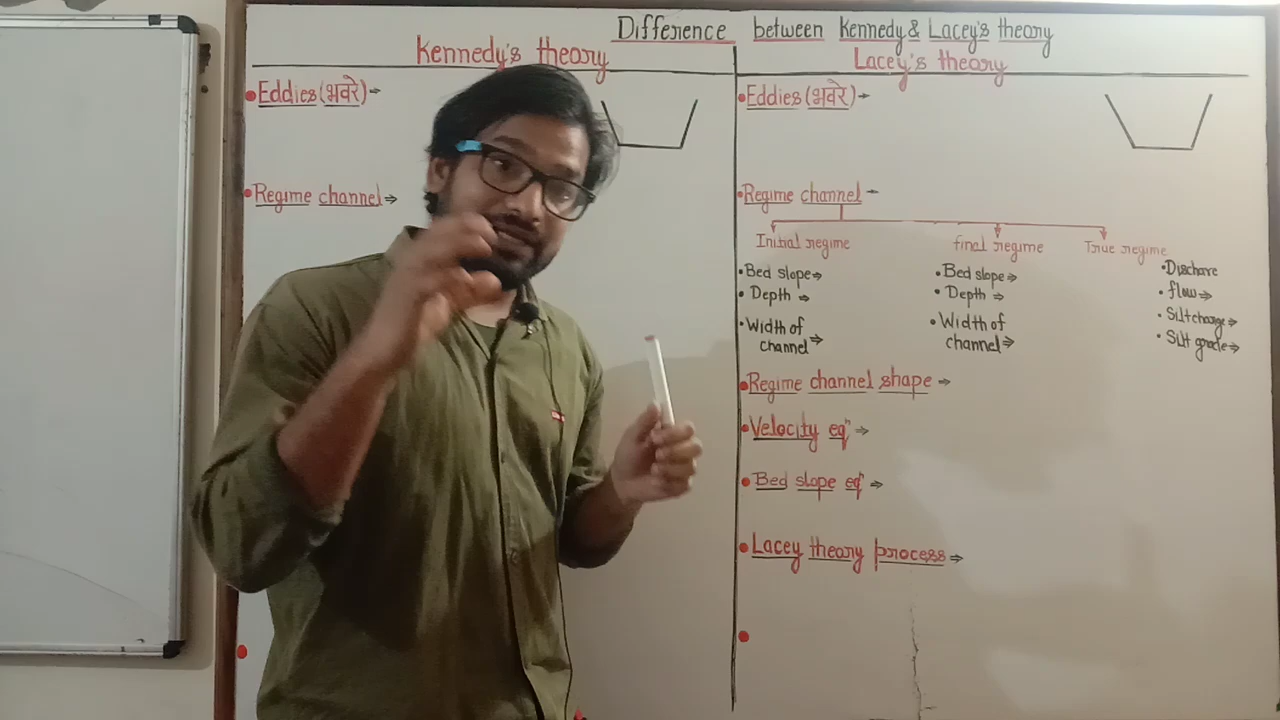 Difference between Kennedy & Lacey's theory
Kennedy's theory
Eddies (भवरे) →
Regime channel →
Lacey's theory
Eddies (भवरे) →
Regime channel →
Initial regime
final regime
True regime
• Bed slope →
• Depth →
• Width of
channel →
• Bed slope →
• Depth →
• Width of
channel →
• Dischare
• flow →
• Silt charge →
• Silt grade →
Regime channel shape →
Velocity eqⁿ →
Bed slope eqⁿ →
Lacey theory process →